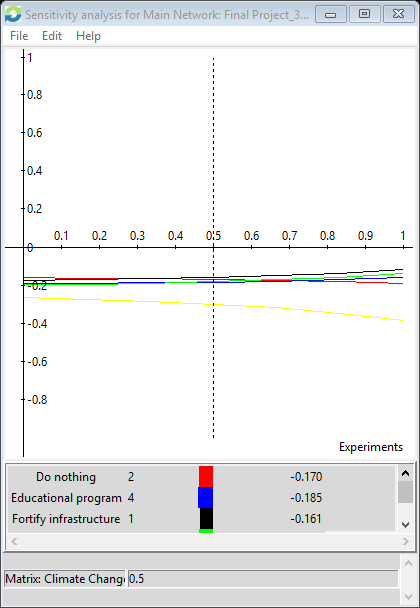 Sensitivity analysis for Main Network: Final Project_3...
File Edit Help
1
0.8
0.6
0.4
0.2
0.1 0.2 0.3 0.4 0.5 0.6 0.7 0.8 0.9 1
0
-0.2
-0.4
-0.6
-0.8
Experiments
Do nothing 2 -0.170
Educational program 4 -0.185
Fortify infrastructure 1 -0.161
Matrix: Climate Change 0.5